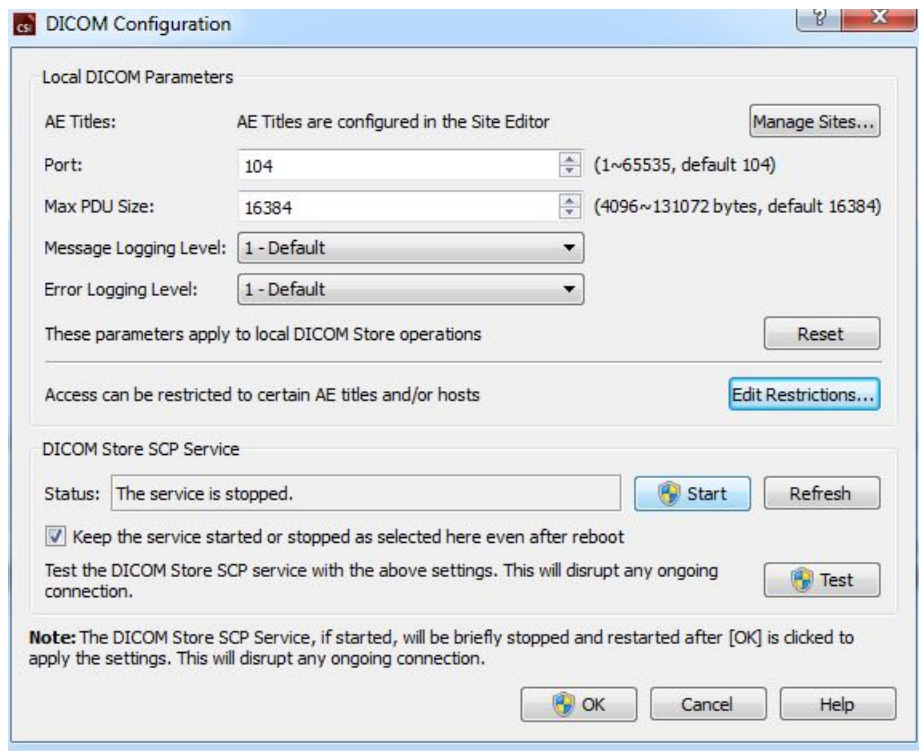 CSI DICOM Configuration ? X
Local DICOM Parameters
AE Titles: AE Titles are configured in the Site Editor Manage Sites...
Port: 104 (1~65535, default 104)
Max PDU Size: 16384 (4096~131072 bytes, default 16384)
Message Logging Level: 1 - Default
Error Logging Level: 1 - Default
These parameters apply to local DICOM Store operations Reset
Access can be restricted to certain AE titles and/or hosts Edit Restrictions...
DICOM Store SCP Service
Status: The service is stopped. Start Refresh
Keep the service started or stopped as selected here even after reboot
Test the DICOM Store SCP service with the above settings. This will disrupt any ongoing
connection. Test
Note: The DICOM Store SCP Service, if started, will be briefly stopped and restarted after [OK] is clicked to
apply the settings. This will disrupt any ongoing connection.
OK Cancel Help